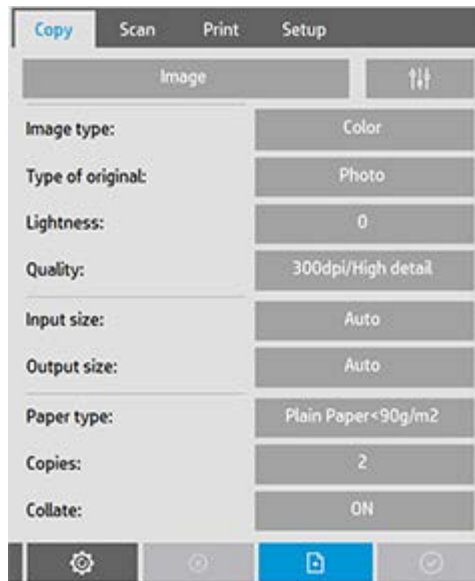 Copy Scan Print Setup
Image
Image type: Color
Type of original: Photo
Lightness: 0
Quality: 300dpi/High detail
Input size: Auto
Output size: Auto
Paper type: Plain Paper<90g/m2
Copies: 2
Collate: ON